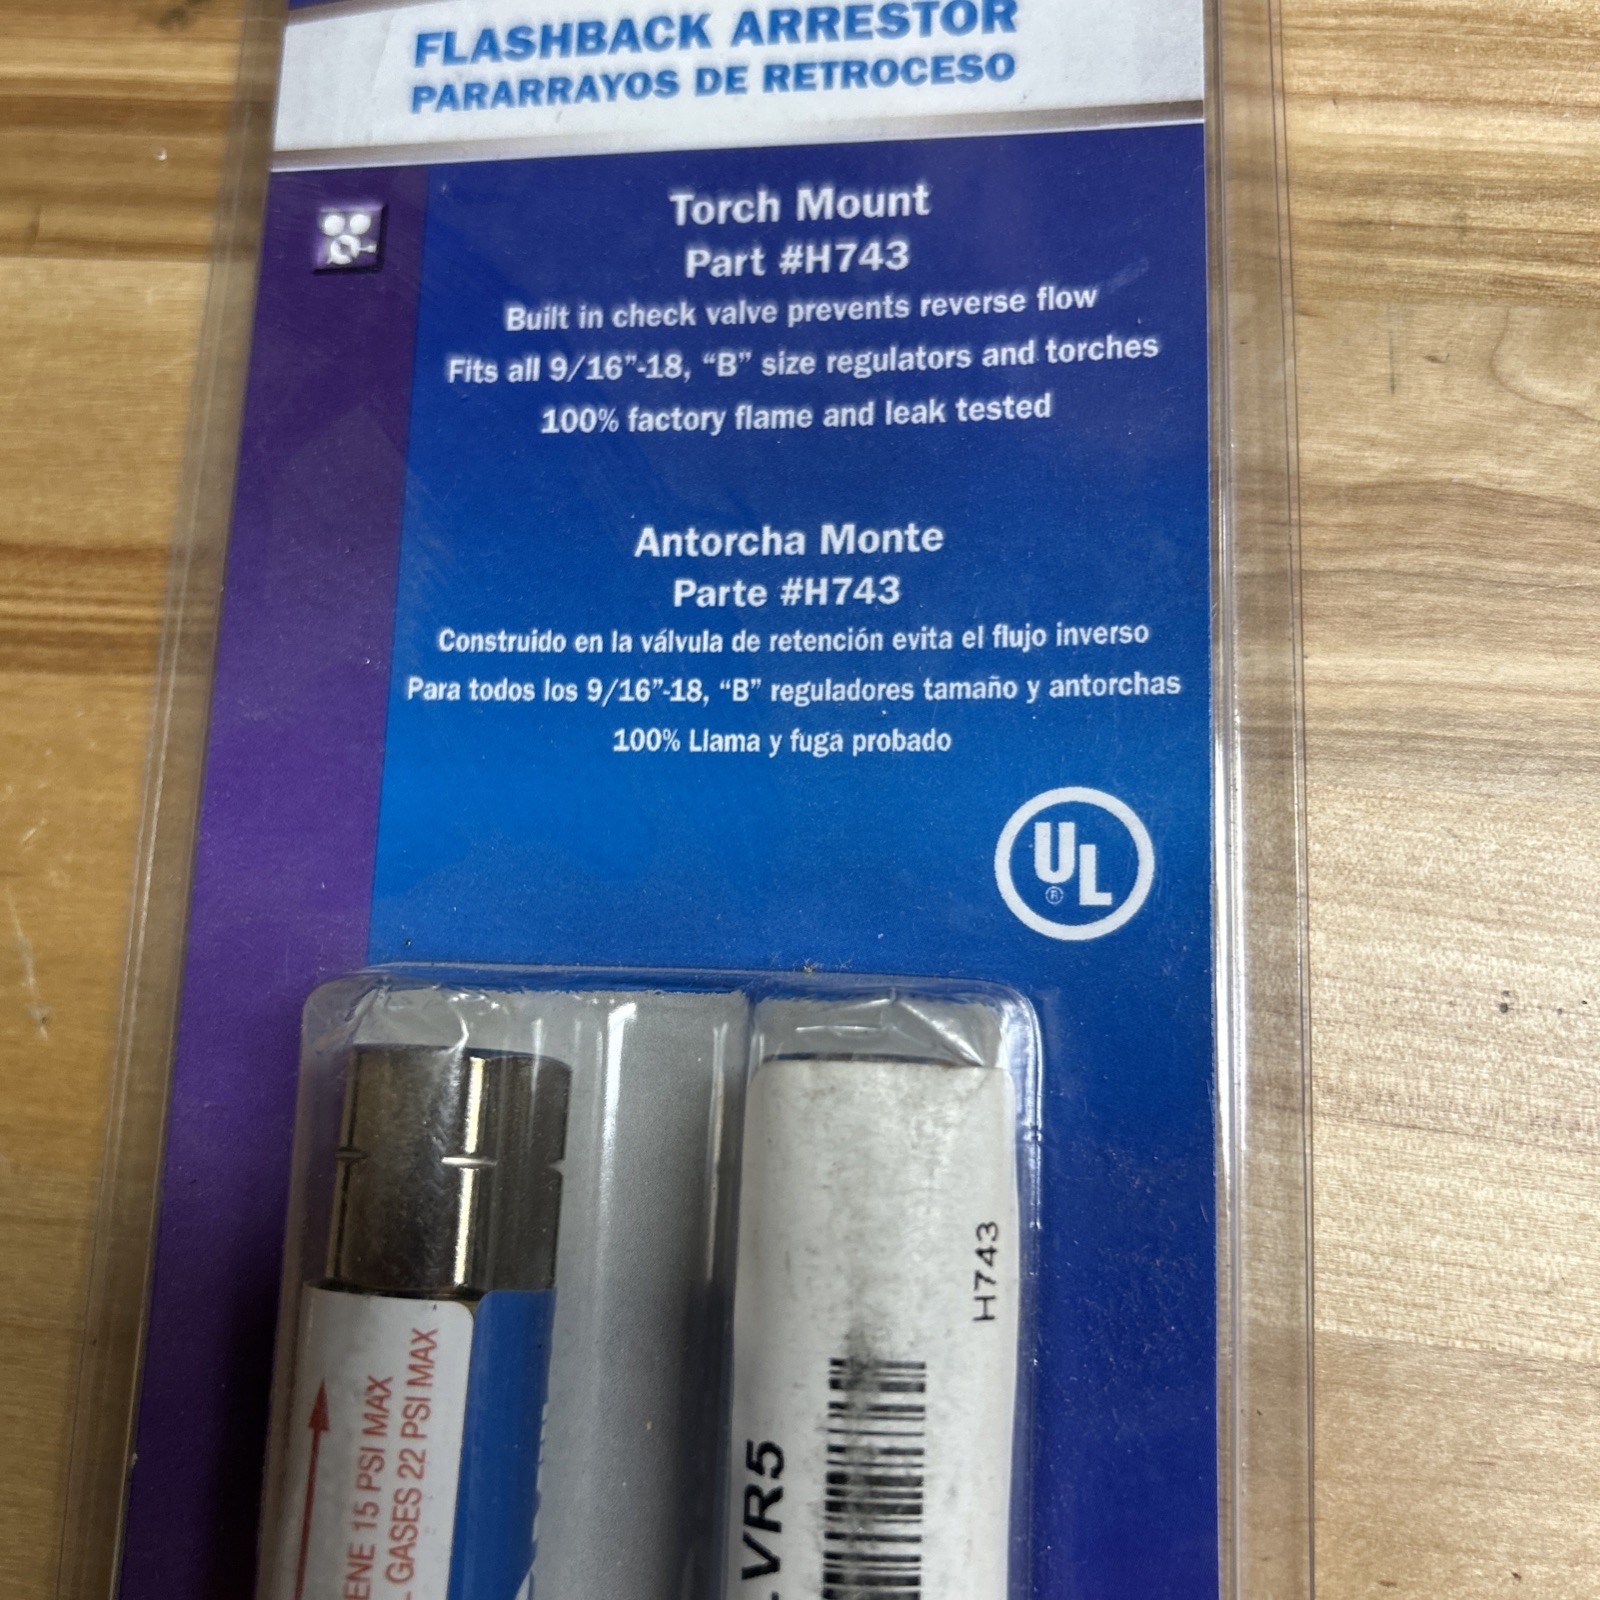 FLASHBACK ARRESTOR
PARARRAYOS DE RETROCESO
Torch Mount
Part #H743
Built in check valve prevents reverse flow
Fits all 9/16”-18, “B” size regulators and torches
100% factory flame and leak tested
Antorcha Monte
Parte #H743
Construido en la válvula de retención evita el flujo inverso
Para todos los 9/16”-18, “B” reguladores tamaño y antorchas
100% Llama y fuga probado
UL
®
ENE 15 PSI MAX
GASES 22 PSI MAX
H743
VR5